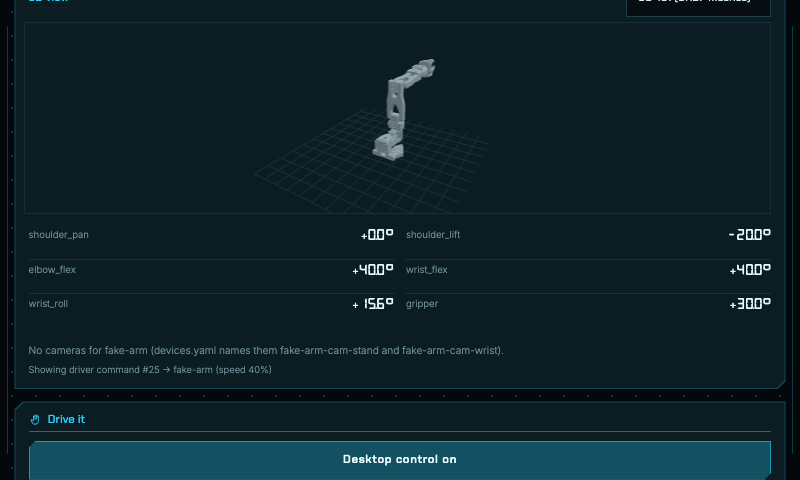 shoulder_pan +0.0° shoulder_lift -20.0°
elbow_flex +40.0° wrist_flex +40.0°
wrist_roll + 15.6° gripper +30.0°
No cameras for fake-arm (devices.yaml names them fake-arm-cam-stand and fake-arm-cam-wrist).
Showing driver command #25 → fake-arm (speed 40%)
Drive it
Desktop control on